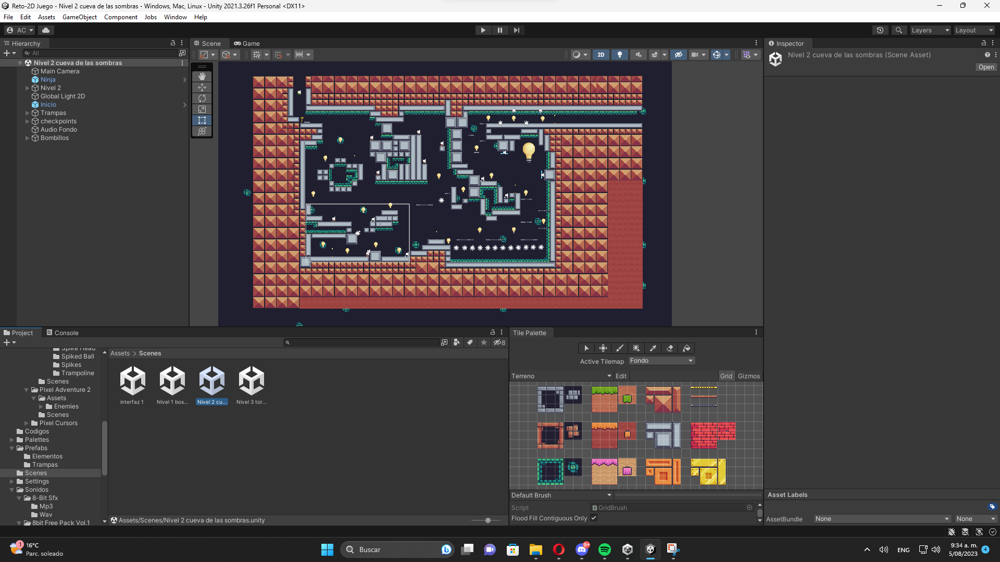 Reto-2D Juego - Nivel 2 cueva de las sombras - Windows, Mac, Linux - Unity 2021.3.26f1 Personal <DX11>
File Edit Assets GameObject Component Jobs Window Help
AC
Layers
Layout
Hierarchy
All
Nivel 2 cueva de las sombras
Main Camera
Ninja
Nivel 2
Global Light 2D
Inicio
Trampas
checkpoints
Audio Fondo
Bombillos
Scene
Game
2D
Inspector
Nivel 2 cueva de las sombras (Scene Asset)
Open
Project
Console
8
Spike Head
Spiked Ball
Spikes
Trampoline
Scenes
Pixel Adventure 2
Assets
Enemies
Scenes
Pixel Cursors
Codigos
Palettes
Prefabs
Elementos
Trampas
Scenes
Settings
Sonidos
8-Bit Sfx
Mp3
Wav
8bit Free Pack Vol.1
Assets > Scenes
interfaz 1
Nivel 1 bos...
Nivel 2 cu...
Nivel 3 tor...
Assets/Scenes/Nivel 2 cueva de las sombras.unity
Tile Palette
Active Tilemap
Fondo
Terreno
Edit
Grid
Gizmos
Default Brush
Script
GridBrush
Flood Fill Contiguous Only
Asset Labels
AssetBundle
None
None
1
16°C
Parc. soleado
Buscar
9+
ENG
9:34 a. m.
5/08/2023
4